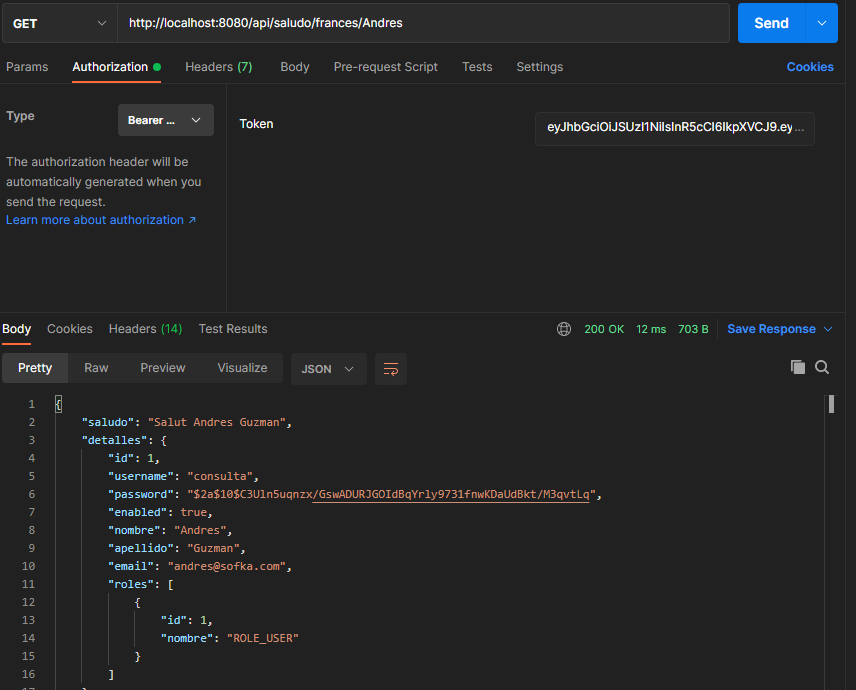 GET http://localhost:8080/api/saludo/frances/Andres Send
Params Authorization Headers (7) Body Pre-request Script Tests Settings Cookies
Type Bearer ... Token eyJhbGciOiJSUzI1NiIsInR5cCI6IkpXVCJ9.ey...
The authorization header will be
automatically generated when you
send the request.
Learn more about authorization ↗
Body Cookies Headers (14) Test Results 200 OK 12 ms 703 B Save Response
Pretty Raw Preview Visualize JSON
1 {
2 "saludo": "Salut Andres Guzman",
3 "detalles": {
4 "id": 1,
5 "username": "consulta",
6 "password": "$2a$10$C3Uln5uqnzx/GswADURJGOIdBqYrly9731fnwKDaUdBkt/M3qvtLq",
7 "enabled": true,
8 "nombre": "Andres",
9 "apellido": "Guzman",
10 "email": "andres@sofka.com",
11 "roles": [
12 {
13 "id": 1,
14 "nombre": "ROLE_USER"
15 }
16 ]
17 }